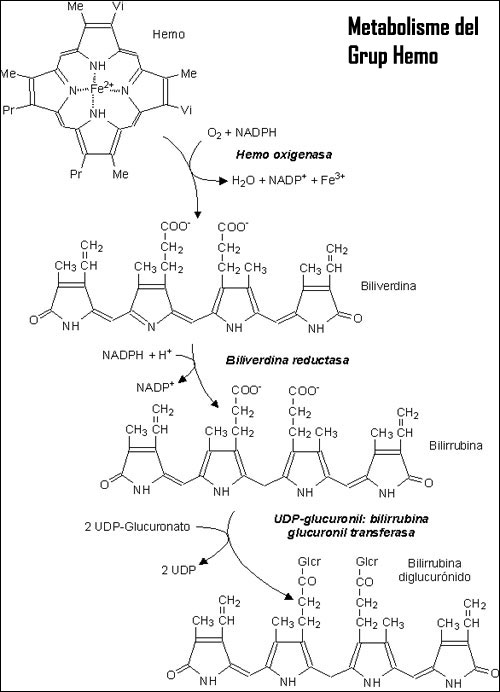 Metabolisme del
Grup Hemo
Hemo
Me
Vi
Me
Me
NH
N
Fe2+
N
NH
Pr
Vi
Pr
Me
O2 + NADPH
Hemo oxigenasa
H2O + NADP+ + Fe3+
COO-
COO-
CH2
CH2
CH2
CH2
CH
CH2
CH2
CH
CH3
CH3
CH3
CH3
Biliverdina
O
NH
N
NH
NH
O
NADPH + H+
Biliverdina reductasa
NADP+
COO-
COO-
CH2
CH2
CH2
CH2
CH
CH2
CH2
CH
CH3
CH3
CH3
CH3
Bilirrubina
O
NH
NH
NH
NH
O
2 UDP-Glucuronato
UDP-glucuronil: bilirrubina
glucuronil transferasa
2 UDP
Glcr
Glcr
Bilirrubina
diglucurónido
CO
CO
CH2
CH2
CH2
CH2
CH
CH2
CH2
CH
CH3
CH3
CH3
CH3
O
NH
NH
NH
NH
O